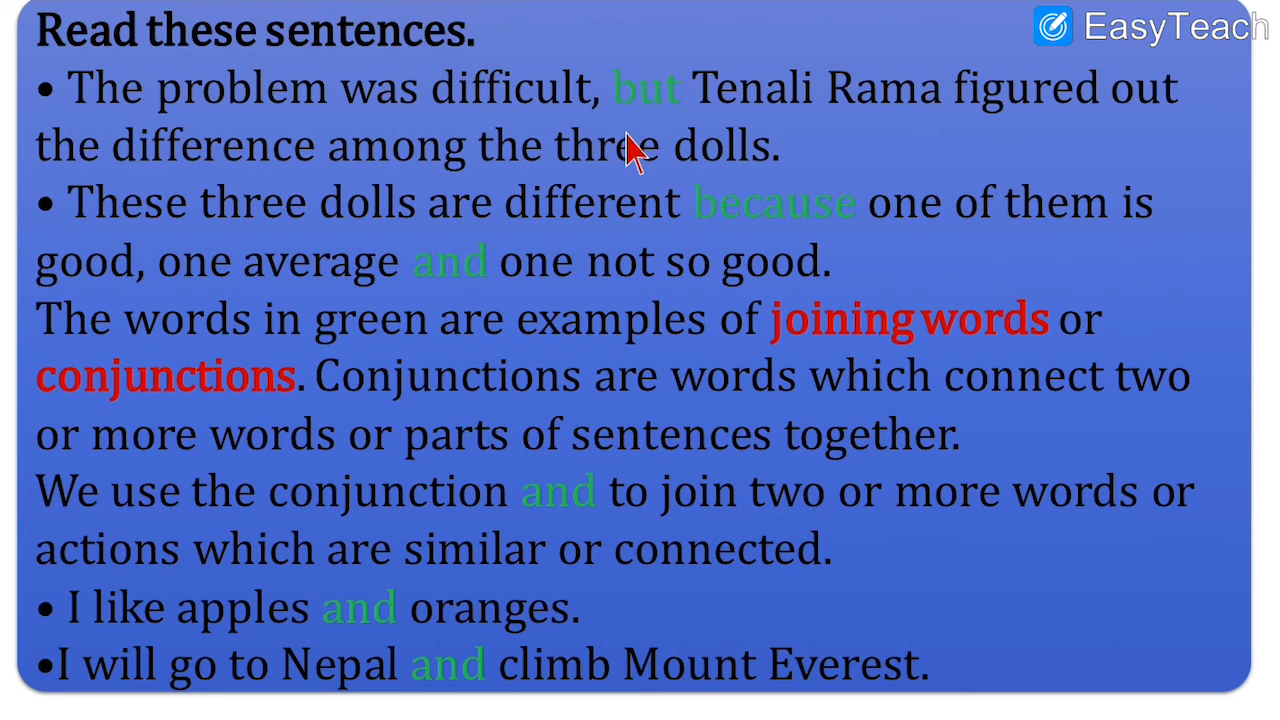 Read these sentences.
EasyTeach
• The problem was difficult, but Tenali Rama figured out
the difference among the three dolls.
• These three dolls are different because one of them is
good, one average and one not so good.
The words in green are examples of joining words or
conjunctions. Conjunctions are words which connect two
or more words or parts of sentences together.
We use the conjunction and to join two or more words or
actions which are similar or connected.
• I like apples and oranges.
•I will go to Nepal and climb Mount Everest.